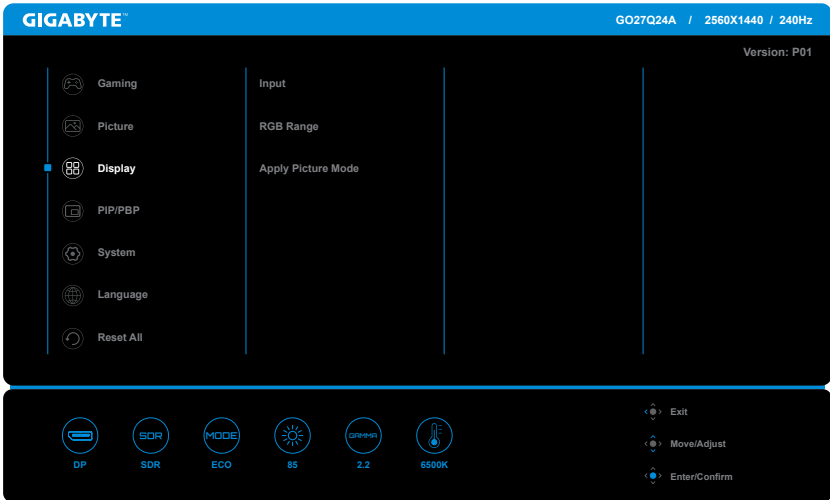 GIGABYTE™
GO27Q24A / 2560X1440 / 240Hz
Version: P01
Gaming
Input
Picture
RGB Range
Display
Apply Picture Mode
PIP/PBP
System
Language
Reset All
SDR
MODE
GAMMA
DP
SDR
ECO
85
2.2
6500K
Exit
Move/Adjust
Enter/Confirm